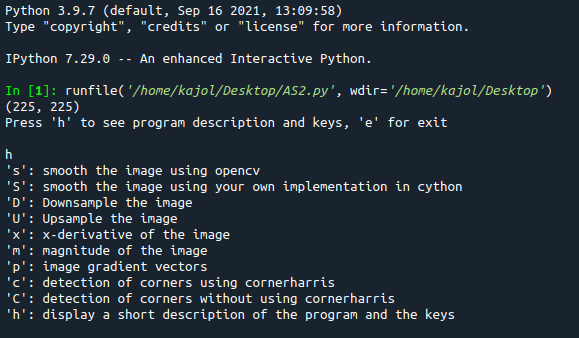 Python 3.9.7 (default, Sep 16 2021, 13:09:58)
Type "copyright", "credits" or "license" for more information.
IPython 7.29.0 -- An enhanced Interactive Python.
In [1]: runfile('/home/kajol/Desktop/AS2.py', wdir='/home/kajol/Desktop')
(225, 225)
Press 'h' to see program description and keys, 'e' for exit
h
's': smooth the image using opencv
'S': smooth the image using your own implementation in cython
'D': Downsample the image
'U': Upsample the image
'x': x-derivative of the image
'm': magnitude of the image
'p': image gradient vectors
'c': detection of corners using cornerharris
'C': detection of corners without using cornerharris
'h': display a short description of the program and the keys